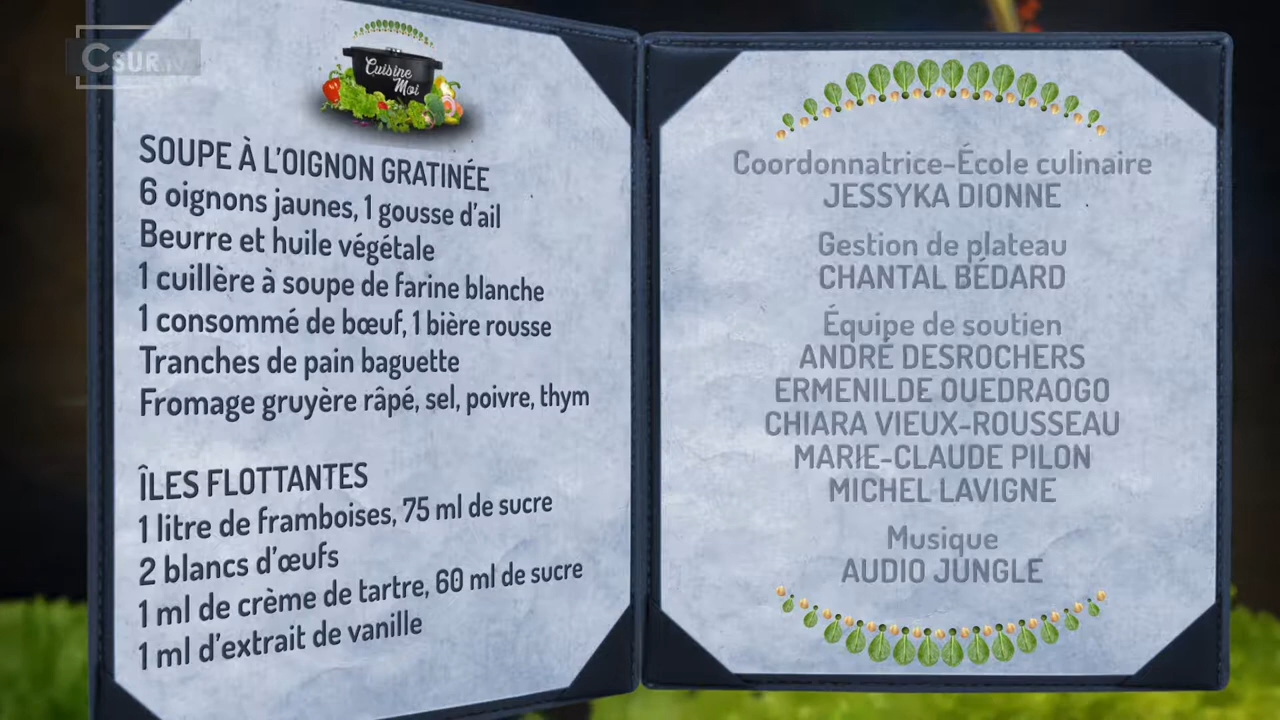 CSUR.TV
Cuisine
Moi
SOUPE À L'OIGNON GRATINÉE
6 oignons jaunes, 1 gousse d'ail
Beurre et huile végétale
1 cuillère à soupe de farine blanche
1 consommé de bœuf, 1 bière rousse
Tranches de pain baguette
Fromage gruyère râpé, sel, poivre, thym
ÎLES FLOTTANTES
1 litre de framboises, 75 ml de sucre
2 blancs d'œufs
1 ml de crème de tartre, 60 ml de sucre
1 ml d'extrait de vanille
Coordonnatrice-École culinaire
JESSYKA DIONNE
Gestion de plateau
CHANTAL BÉDARD
Équipe de soutien
ANDRÉ DESROCHERS
ERMENILDE OUEDRAOGO
CHIARA VIEUX-ROUSSEAU
MARIE-CLAUDE PILON
MICHEL LAVIGNE
Musique
AUDIO JUNGLE